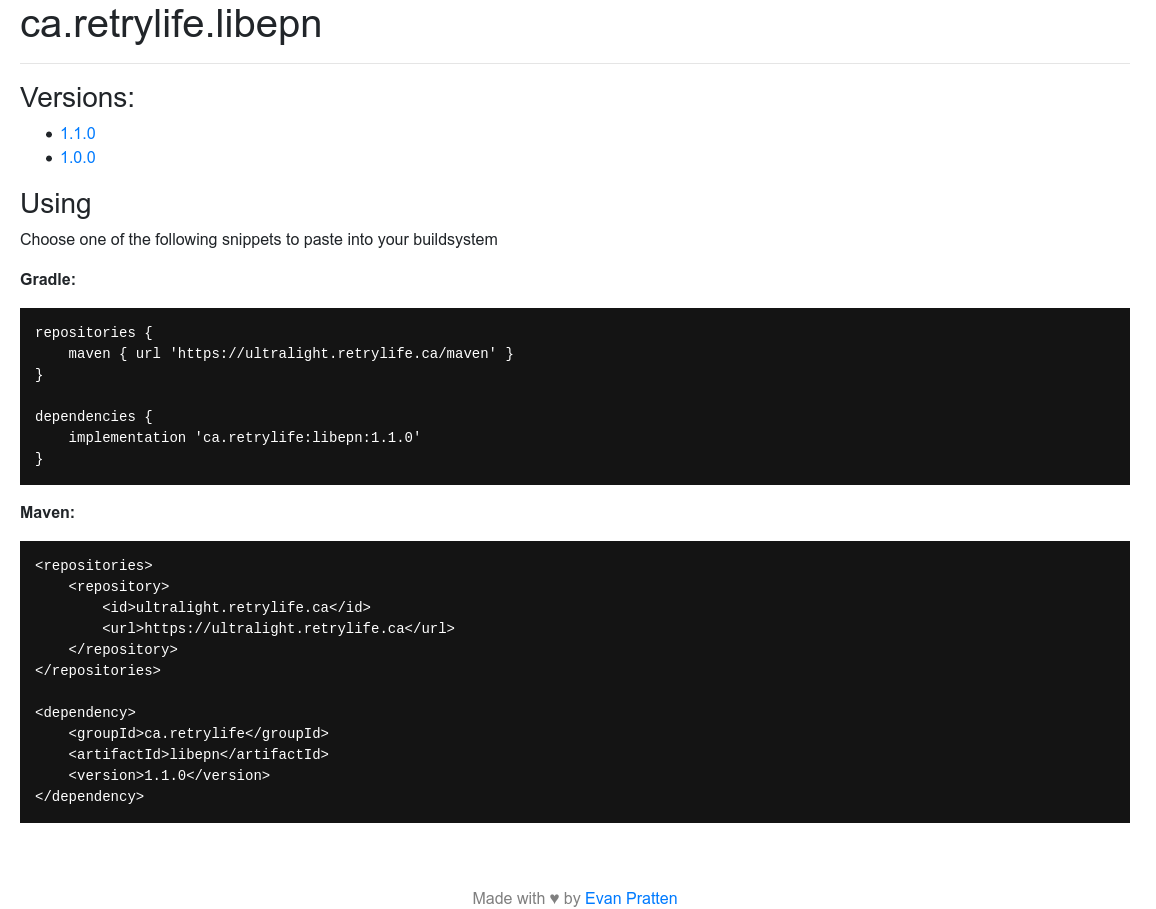 ca.retrylife.libepn
Versions:
1.1.0
1.0.0
Using
Choose one of the following snippets to paste into your buildsystem
Gradle:
repositories {
    maven { url 'https://ultralight.retrylife.ca/maven' }
}
dependencies {
    implementation 'ca.retrylife:libepn:1.1.0'
}
Maven:
<repositories>
    <repository>
        <id>ultralight.retrylife.ca</id>
        <url>https://ultralight.retrylife.ca</url>
    </repository>
</repositories>
<dependency>
    <groupId>ca.retrylife</groupId>
    <artifactId>libepn</artifactId>
    <version>1.1.0</version>
</dependency>
Made with ♥ by Evan Pratten